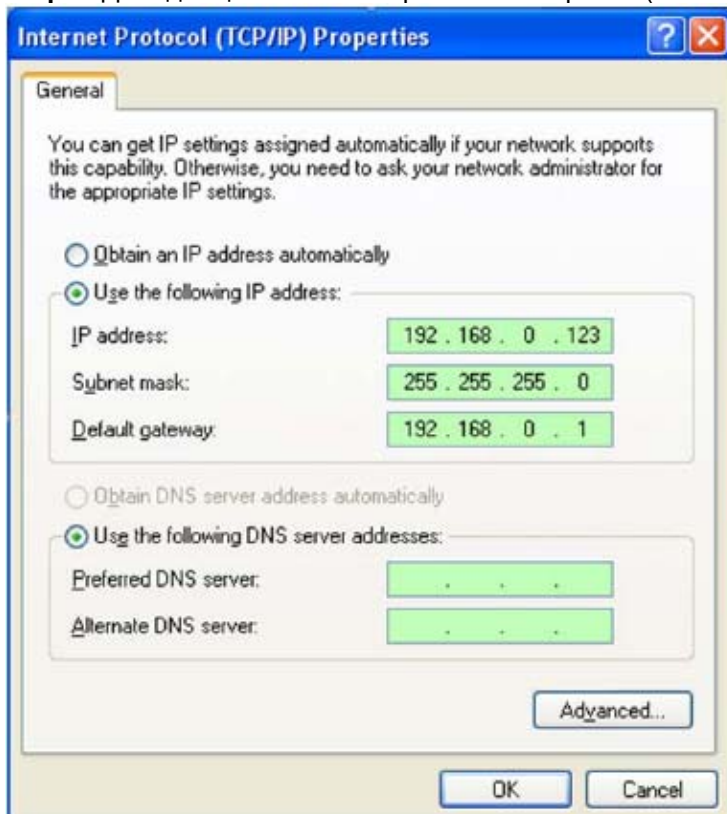 Internet Protocol (TCP/IP) Properties
General
You can get IP settings assigned automatically if your network supports
this capability. Otherwise, you need to ask your network administrator for
the appropriate IP settings.
Obtain an IP address automatically
Use the following IP address:
IP address: 192 . 168 . 0 . 123
Subnet mask: 255 . 255 . 255 . 0
Default gateway: 192 . 168 . 0 . 1
Obtain DNS server address automatically
Use the following DNS server addresses:
Preferred DNS server: . . .
Alternate DNS server: . . .
Advanced...
OK Cancel